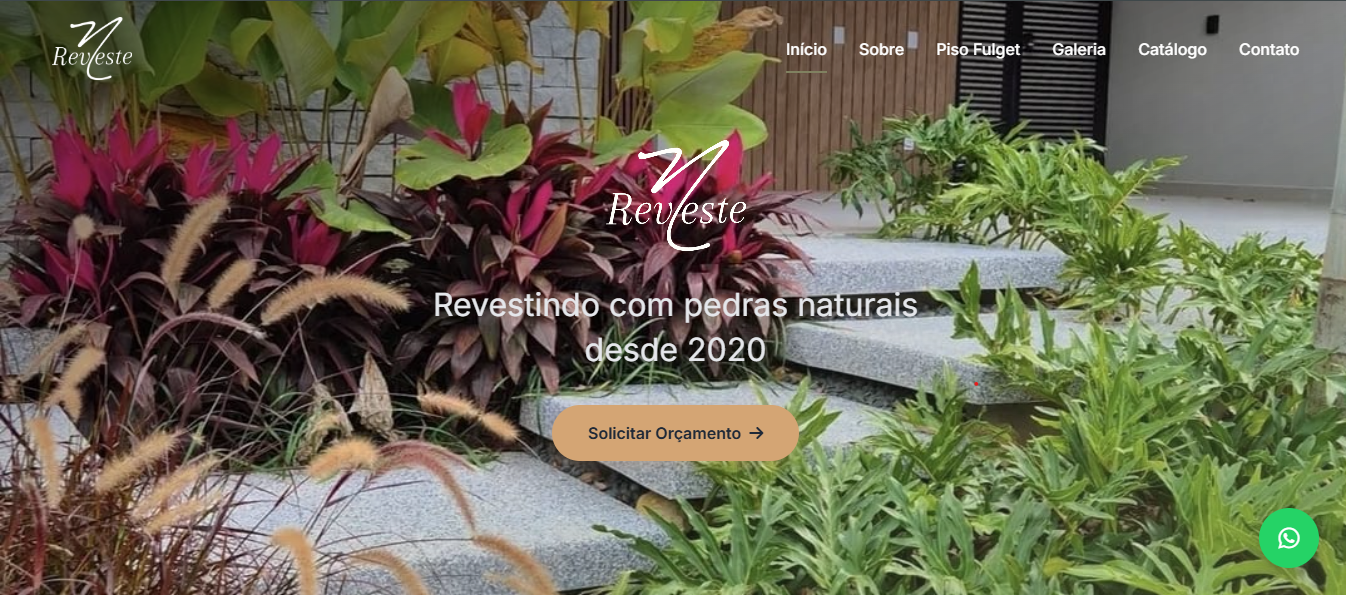 Reveste
Início Sobre Piso Fulget Galeria Catálogo Contato
Reveste
Revestindo com pedras naturais
desde 2020
Solicitar Orçamento →